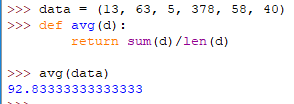 >>> data = (13, 63, 5, 378, 58, 40)
>>> def avg(d):
        return sum(d)/len(d)

>>> avg(data)
92.83333333333333
>>>